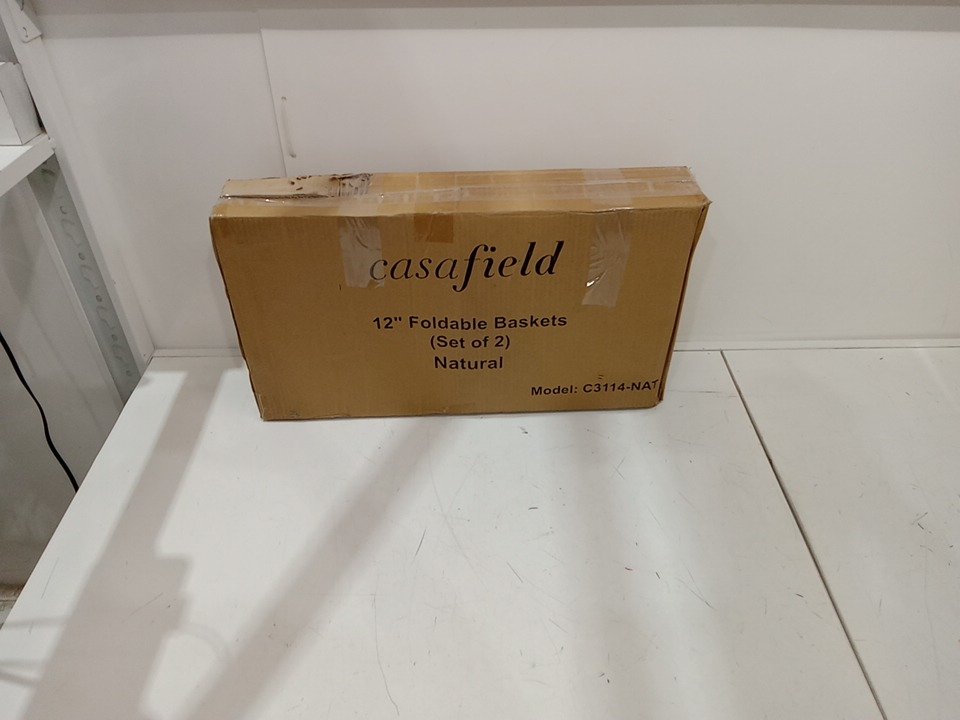 casafield
12" Foldable Baskets
(Set of 2)
Natural
Model: C3114-NAT